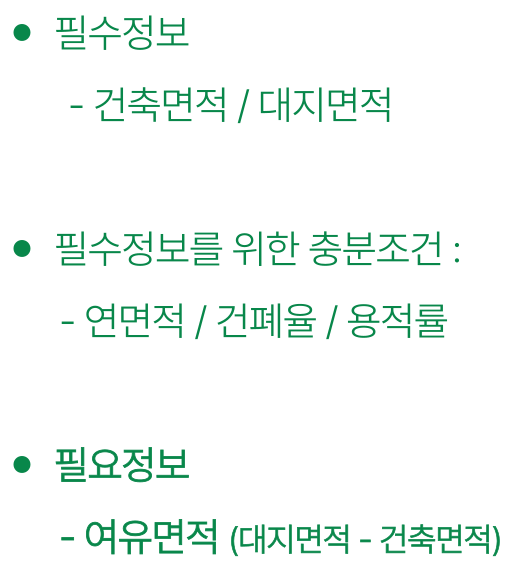 ● 필수정보
- 건축면적 / 대지면적
● 필수정보를 위한 충분조건 :
- 연면적 / 건폐율 / 용적률
● 필요정보
- 여유면적 (대지면적 - 건축면적)